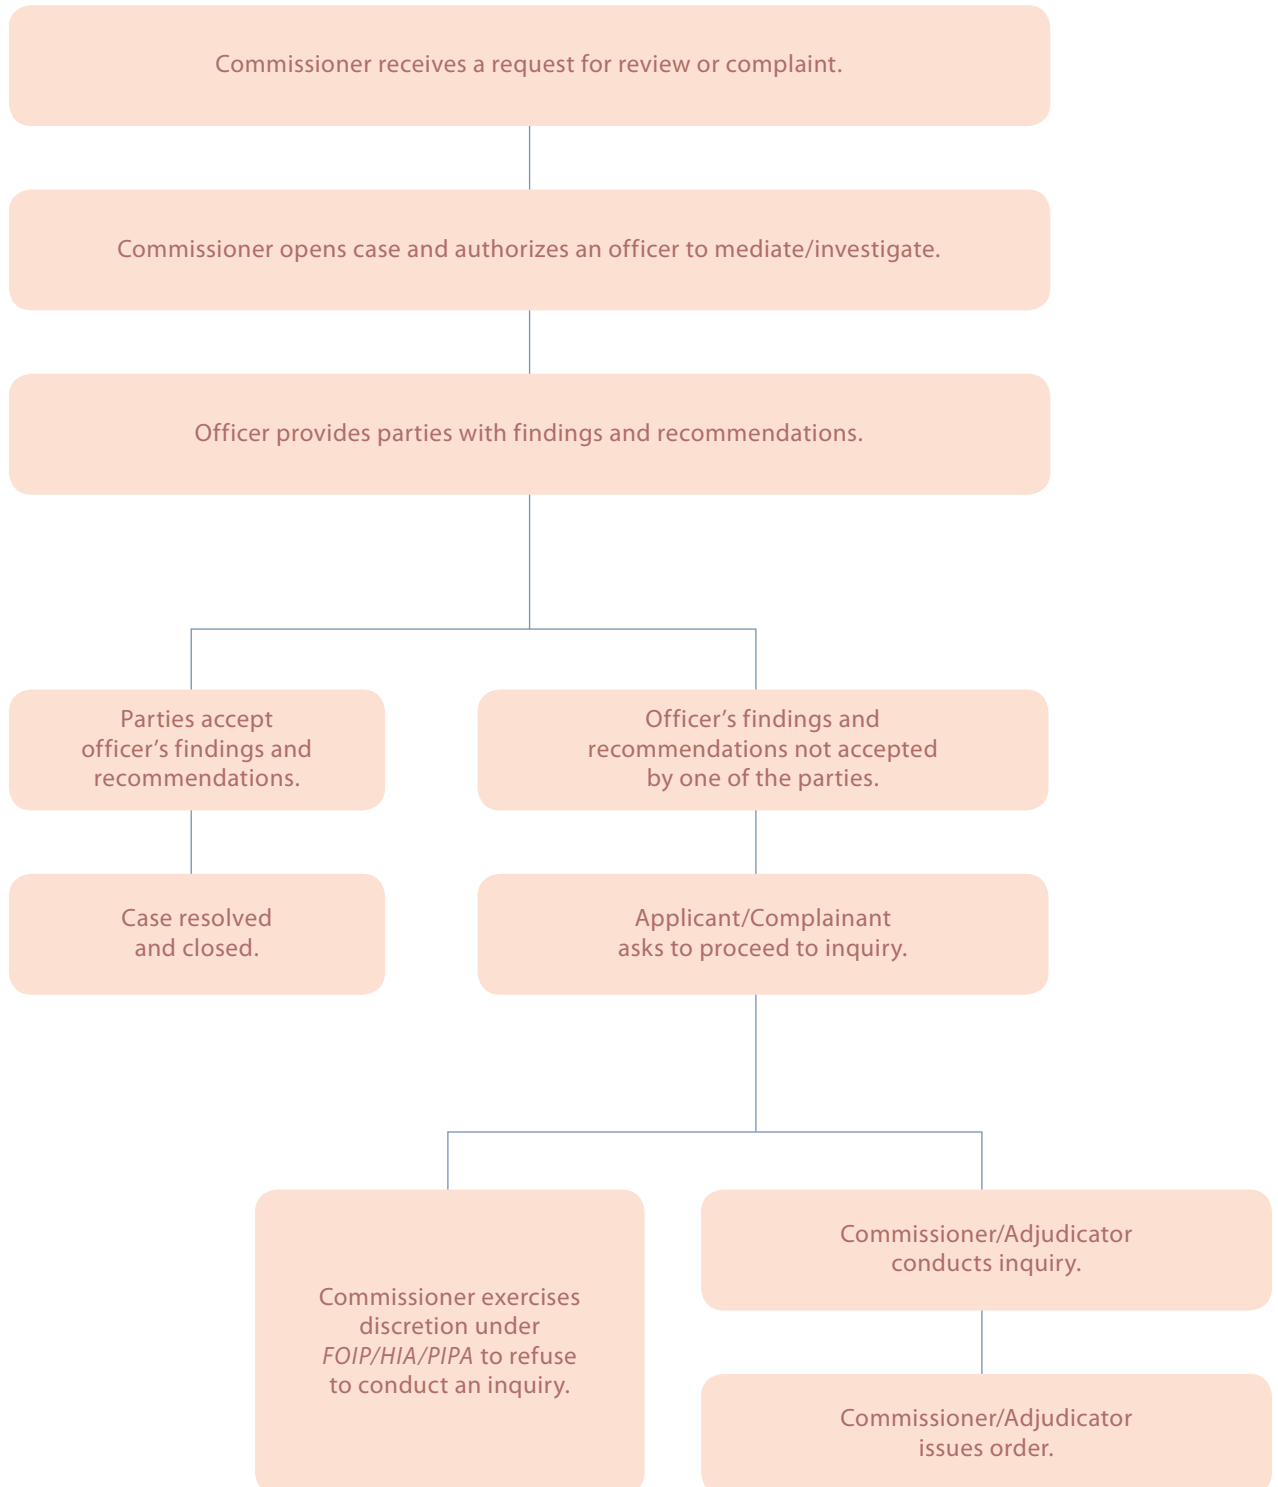 Commissioner receives a request for review or complaint.
Commissioner opens case and authorizes an officer to mediate/investigate.
Officer provides parties with findings and recommendations.
Parties accept
officer’s findings and
recommendations.
Officer’s findings and
recommendations not accepted
by one of the parties.
Case resolved
and closed.
Applicant/Complainant
asks to proceed to inquiry.
Commissioner exercises
discretion under
FOIP/HIA/PIPA to refuse
to conduct an inquiry.
Commissioner/Adjudicator
conducts inquiry.
Commissioner/Adjudicator
issues order.